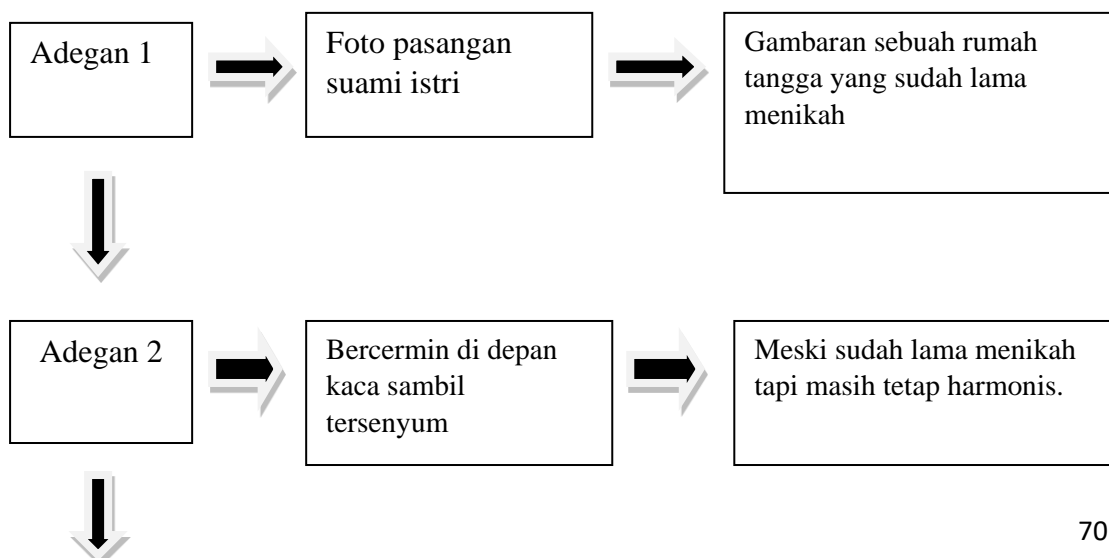 Adegan 1
Foto pasangan
suami istri
Gambaran sebuah rumah
tangga yang sudah lama
menikah
Adegan 2
Bercermin di depan
kaca sambil
tersenyum
Meski sudah lama menikah
tapi masih tetap harmonis.
70